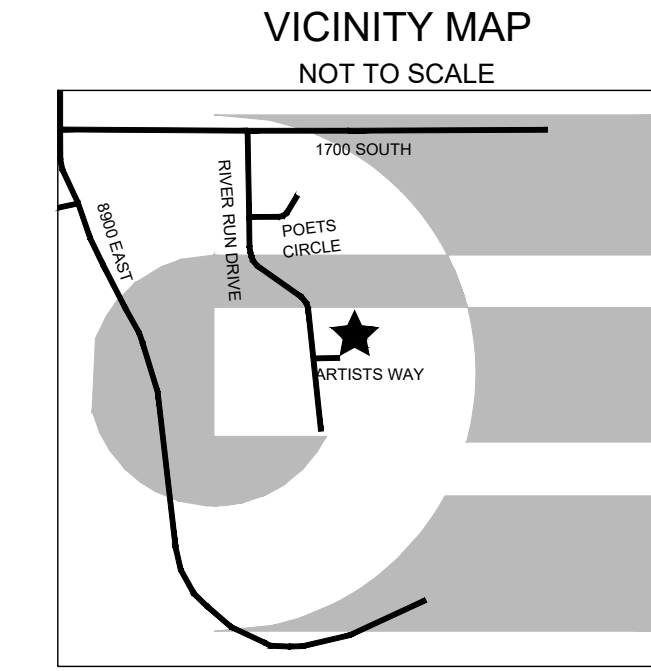 VICINITY MAP
NOT TO SCALE
1700 SOUTH
RIVER RUN DRIVE
POETS
CIRCLE
8900 EAST
ARTISTS WAY